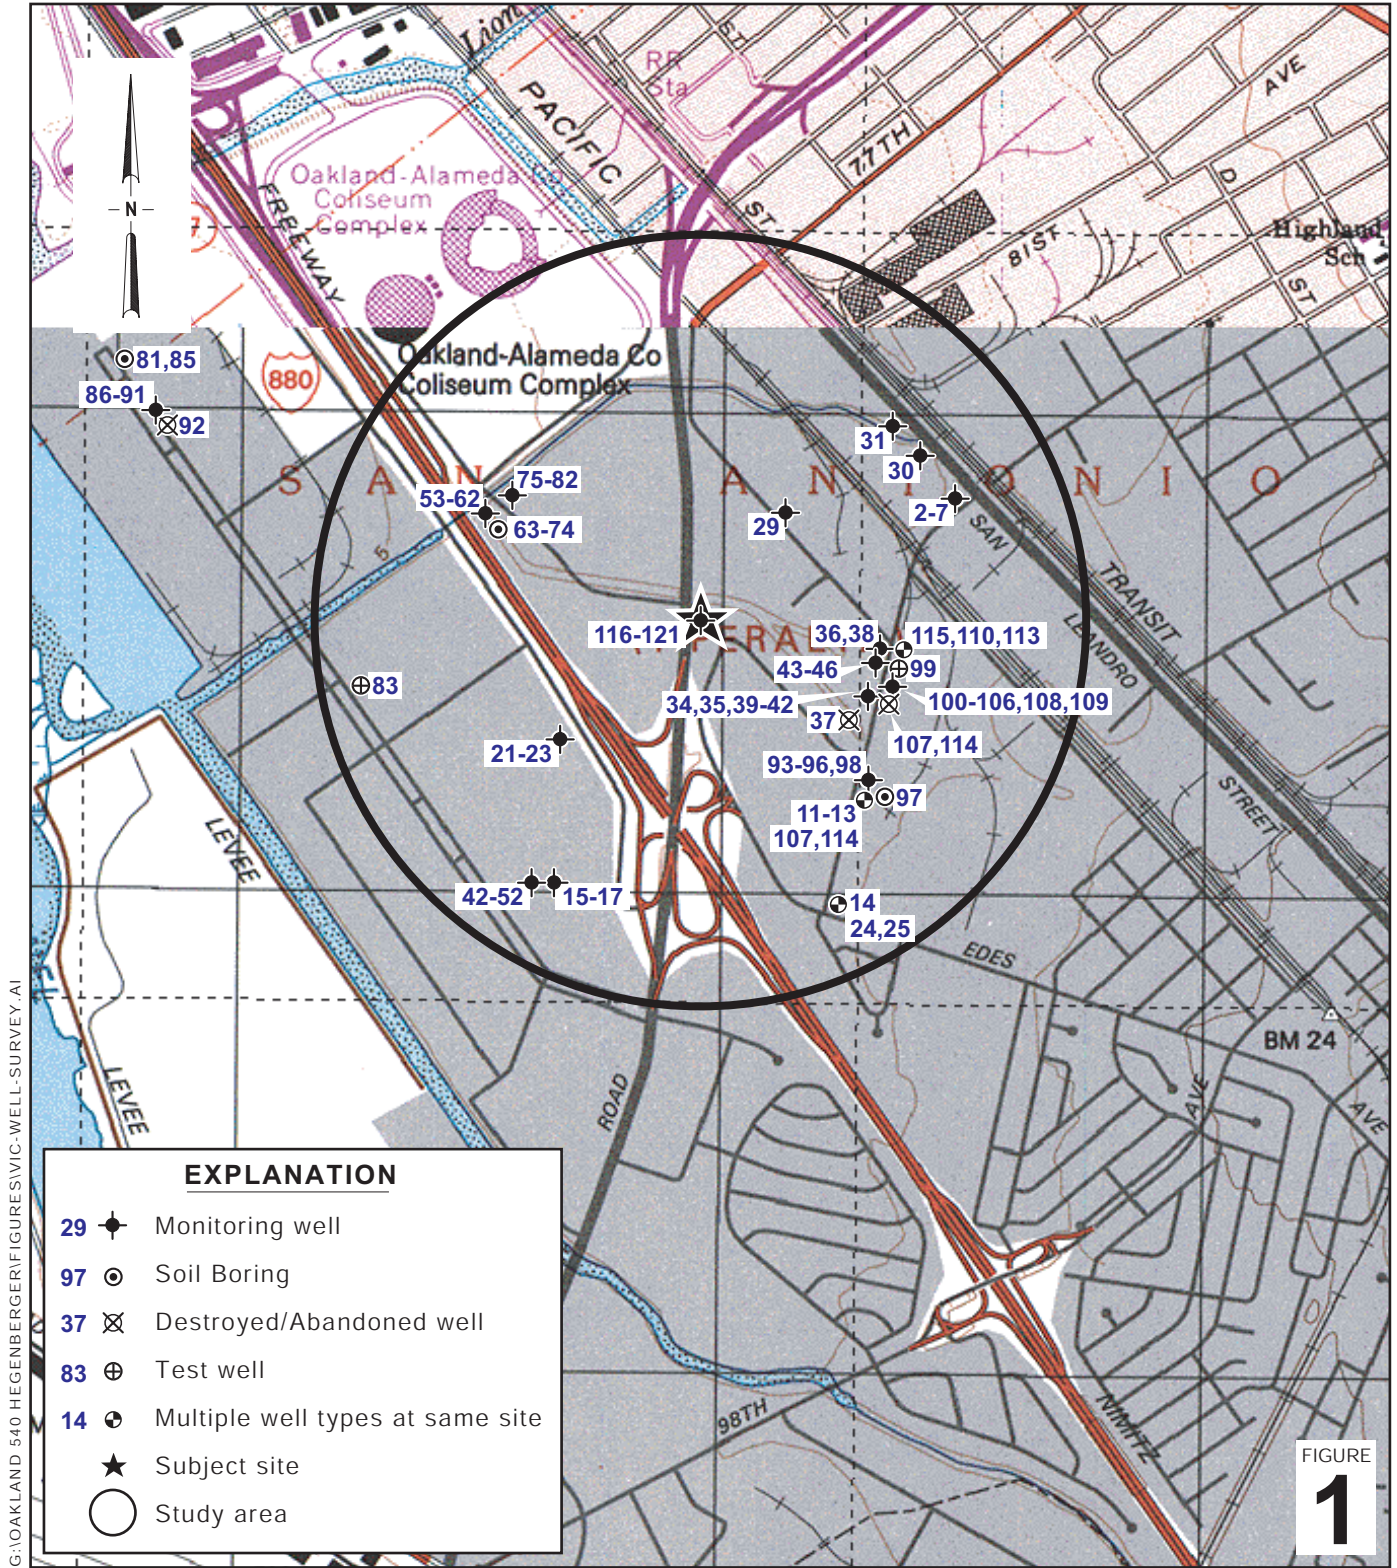 Lion
ST
RR
Sta
PACIFIC
AVE
77TH
D
Oakland-Alameda Co
Coliseum
Complex
FREEWAY
N
ST
81ST
Highland
Sch
ST
Oakland-Alameda Co
Coliseum Complex
880
81,85
86-91
92
31
30
SAN ANTONIO
75-82
53-62
63-74
29
2-7
SAN
5
TRANSIT
LEANDRO
116-121
36,38
115,110,113
43-46
99
83
34,35,39-42
100-106,108,109
37
107,114
21-23
93-96,98
97
11-13
107,114
STREET
LEVEE
42-52
15-17
14
24,25
EDES
BM 24
ROAD
LEVEE
AVE
AVE
EXPLANATION
29 Monitoring well
97 Soil Boring
37 Destroyed/Abandoned well
83 Test well
14 Multiple well types at same site
Subject site
Study area
98TH
NIMITZ
FIGURE
1
G:\OAKLAND 540 HEGENBERGER\FIGURES\VIC-WELL-SURVEY.AI